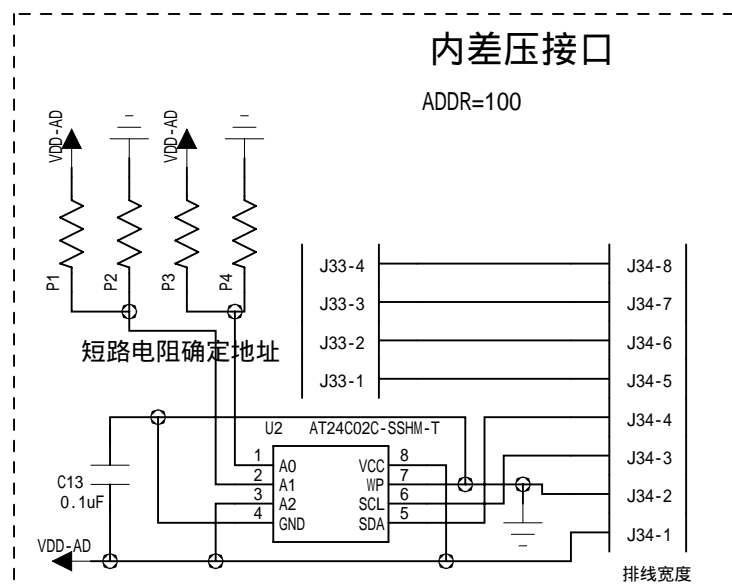 内差压接口
ADDR=100
VDD-AD
VDD-AD
P1
P2
P3
P4
短路电阻确定地址
J33-4
J33-3
J33-2
J33-1
J34-8
J34-7
J34-6
J34-5
J34-4
J34-3
J34-2
J34-1
U2 AT24C02C-SSHM-T
1 A0 VCC 8
2 A1 WP 7
3 A2 SCL 6
4 GND SDA 5
C13
0.1uF
VDD-AD
排线宽度